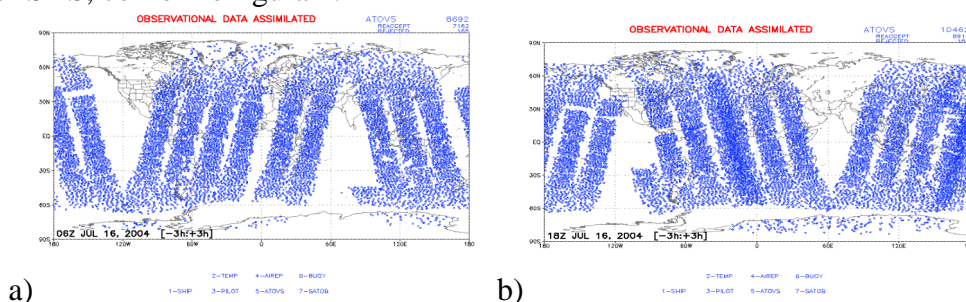 OBSERVATIONAL DATA ASSIMILATED
ATOVS 8692
REACCEPT 7162
REJECTED
90N
60N
30N
EQ
30S
60S
90S
06Z JUL 16, 2004 [-3h:+3h]
180 120W 60W 0 60E 120E 180
2-TEMP 4-AIREP 6-BUOY
1-SHIP 3-PILOT 5-ATOVS 7-SATOB
a)
OBSERVATIONAL DATA ASSIMILATED
ATOVS
REACCEPT
REJECTED
90N
60N
30N
EQ
30S
60S
90S
18Z JUL 16, 2004 [-3h:+3h]
180 120W 60W 0 60E 120E 180
2-TEMP 4-AIREP 6-BUOY
1-SHIP 3-PILOT 5-ATOVS 7-SATOB
b)